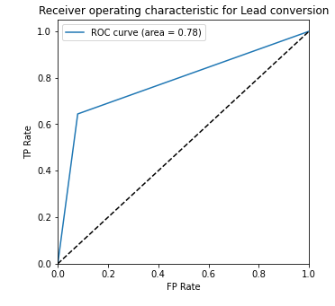 Receiver operating characteristic for Lead conversion
ROC curve (area = 0.78)
1.0
0.8
0.6
0.4
0.2
0.0
TP Rate
0.0 0.2 0.4 0.6 0.8 1.0
FP Rate